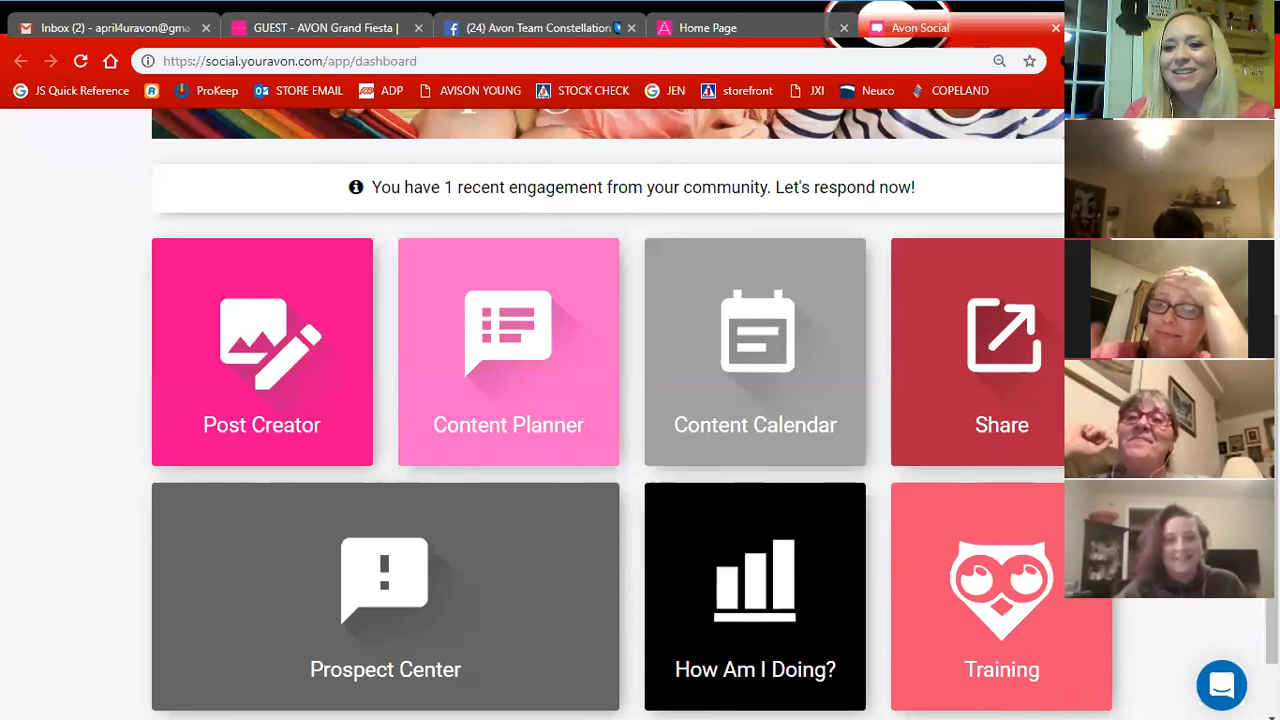 Inbox (2) - april4uravon@gma
GUEST - AVON Grand Fiesta |
(24) Avon Team Constellation
Home Page
Avon Social
https://social.youravon.com/app/dashboard
JS Quick Reference
ProKeep
STORE EMAIL
ADP
AVISON YOUNG
STOCK CHECK
JEN
storefront
JXI
Neuco
COPELAND
You have 1 recent engagement from your community. Let's respond now!
Post Creator
Content Planner
Content Calendar
Share
Prospect Center
How Am I Doing?
Training